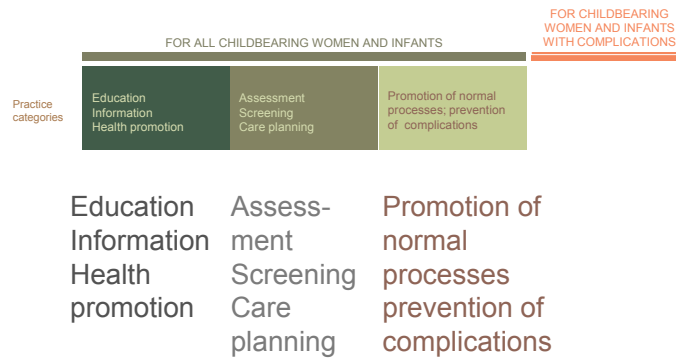 FOR CHILDBEARING
WOMEN AND INFANTS
WITH COMPLICATIONS
FOR ALL CHILDBEARING WOMEN AND INFANTS
Practice
categories
Education
Information
Health promotion
Assessment
Screening
Care planning
Promotion of normal
processes; prevention
of complications
Education
Information
Health
promotion
Assess-
ment
Screening
Care
planning
Promotion of
normal
processes
prevention of
complications